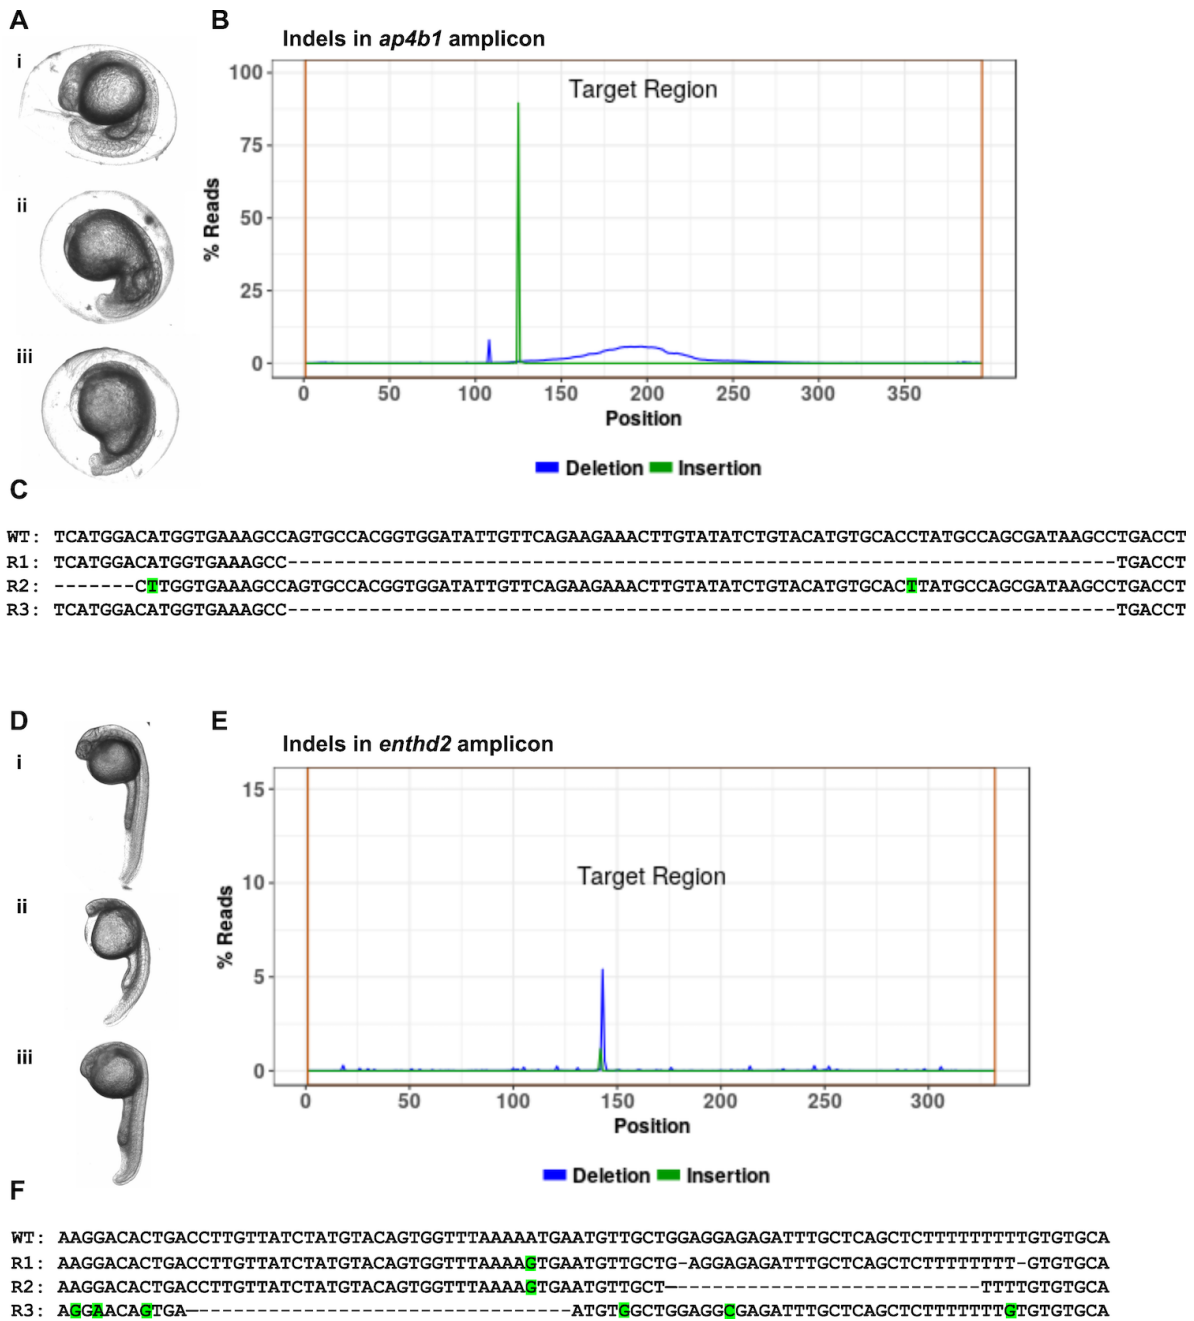 A
B
Indels in ap4b1 amplicon
i
ii
iii
Target Region
% Reads
100
75
50
25
0
0 50 100 150 200 250 300 350
Position
Deletion Insertion
C
WT: TCATGGACATGGTGAAAGCCAGTGCCACGGTGGATATTGTTCAGAAGAAACTTGTATATCTGTACATGTGCACCTATGCCAGCGATAAGCCTGACCT
R1: TCATGGACATGGTGAAAGCC-----------------------------------------------------------------------TGACCT
R2: -------CTTGGTGAAAGCCAGTGCCACGGTGGATATTGTTCAGAAGAAACTTGTATATCTGTACATGTGCACTTATGCCAGCGATAAGCCTGACCT
R3: TCATGGACATGGTGAAAGCC-----------------------------------------------------------------------TGACCT
D
E
Indels in enthd2 amplicon
i
ii
iii
Target Region
% Reads
15
10
5
0
0 50 100 150 200 250 300
Position
Deletion Insertion
F
WT: AAGGACACTGACCTTGTTATCTATGTACAGTGGTTTAAAAATGAATGTTGCTGGAGGAGAGATTTGCTCAGCTCTTTTTTTTTGTGTGCA
R1: AAGGACACTGACCTTGTTATCTATGTACAGTGGTTTAAAAGTGAATGTTGCTG-AGGAGAGATTTGCTCAGCTCTTTTTTTT-GTGTGCA
R2: AAGGACACTGACCTTGTTATCTATGTACAGTGGTTTAAAAGTGAATGTTGCT---------------------------TTTTGTGTGCA
R3: AGGAACAGTGA---------------------------------ATGTGGCTGGAGGCGAGATTTGCTCAGCTCTTTTTTTGTGTGTGCA